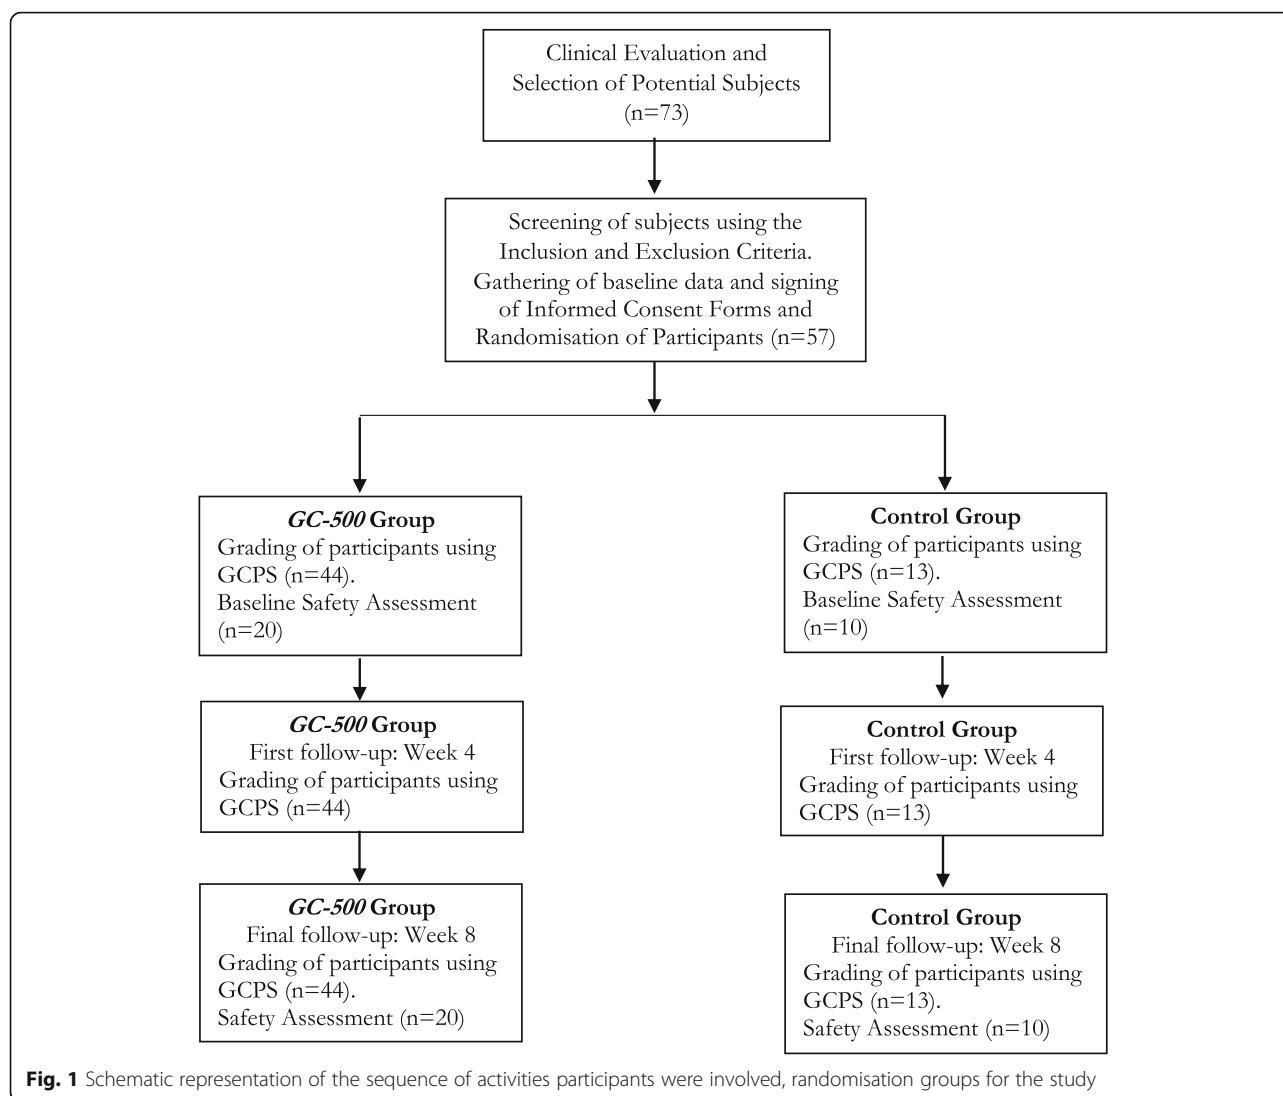 Clinical Evaluation and
Selection of Potential Subjects
(n=73)
Screening of subjects using the
Inclusion and Exclusion Criteria.
Gathering of baseline data and signing
of Informed Consent Forms and
Randomisation of Participants (n=57)
GC-500 Group
Grading of participants using
GCPS (n=44).
Baseline Safety Assessment
(n=20)
Control Group
Grading of participants using
GCPS (n=13).
Baseline Safety Assessment
(n=10)
GC-500 Group
First follow-up: Week 4
Grading of participants using
GCPS (n=44)
Control Group
First follow-up: Week 4
Grading of participants using
GCPS (n=13)
GC-500 Group
Final follow-up: Week 8
Grading of participants using
GCPS (n=44).
Safety Assessment (n=20)
Control Group
Final follow-up: Week 8
Grading of participants using
GCPS (n=13).
Safety Assessment (n=10)
Fig. 1 Schematic representation of the sequence of activities participants were involved, randomisation groups for the study